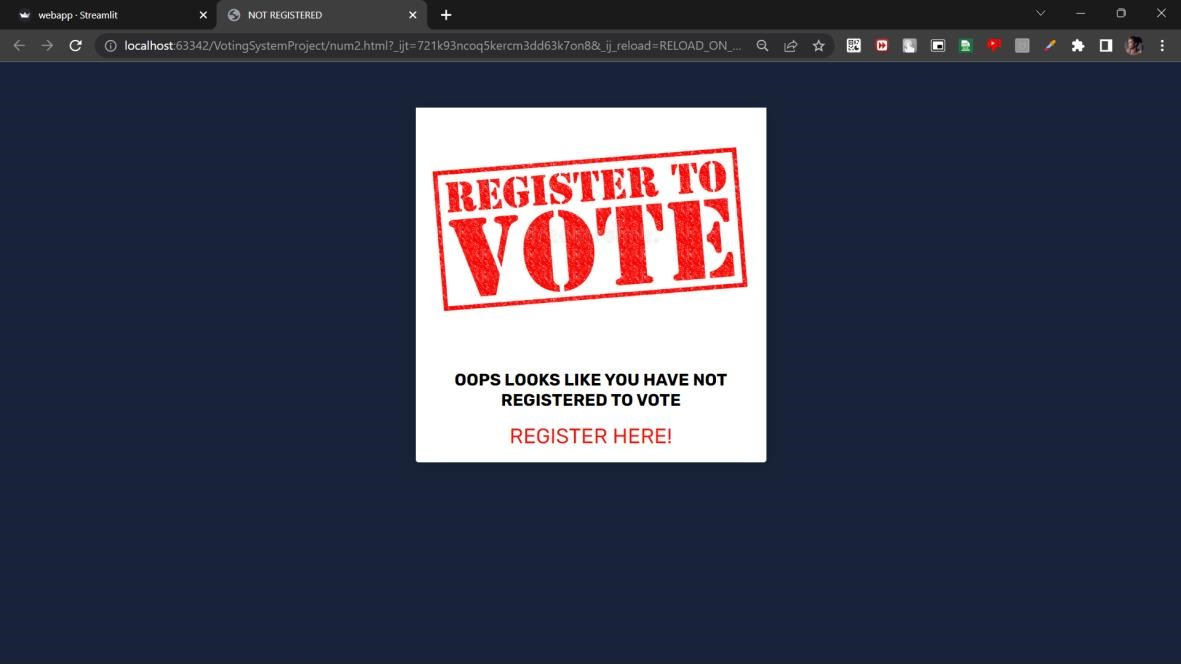 webapp · Streamlit
NOT REGISTERED
localhost:63342/VotingSystemProject/num2.html?_ijt=721k93ncoq5kercm3dd63k7on8&_ij_reload=RELOAD_ON_...
REGISTER TO
VOTE
OOPS LOOKS LIKE YOU HAVE NOT
REGISTERED TO VOTE
REGISTER HERE!